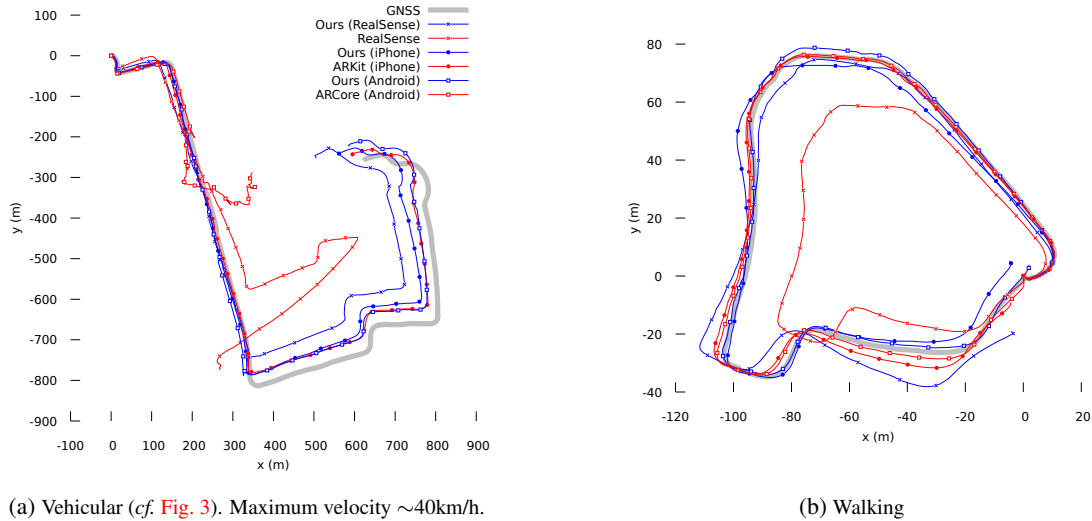 GNSS
Ours (RealSense)
RealSense
Ours (iPhone)
ARKit (iPhone)
Ours (Android)
ARCore (Android)
100
0
-100
-200
-300
-400
-500
-600
-700
-800
-900
y (m)
-100 0 100 200 300 400 500 600 700 800 900
x (m)
80
60
40
20
0
-20
-40
y (m)
-120 -100 -80 -60 -40 -20 0 20
x (m)
(a) Vehicular (cf. Fig. 3). Maximum velocity ∼40km/h.
(b) Walking